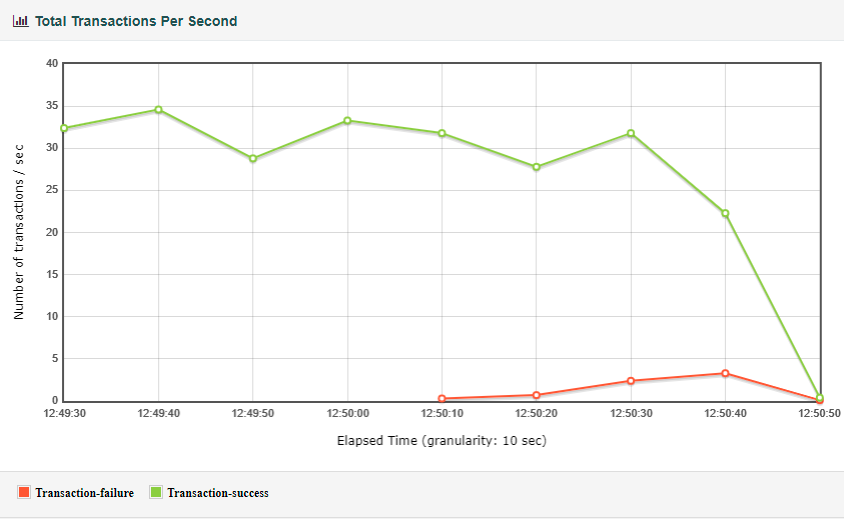 Total Transactions Per Second
Number of transactions / sec
40
35
30
25
20
15
10
5
0
12:49:30 12:49:40 12:49:50 12:50:00 12:50:10 12:50:20 12:50:30 12:50:40 12:50:50
Elapsed Time (granularity: 10 sec)
Transaction-failure Transaction-success